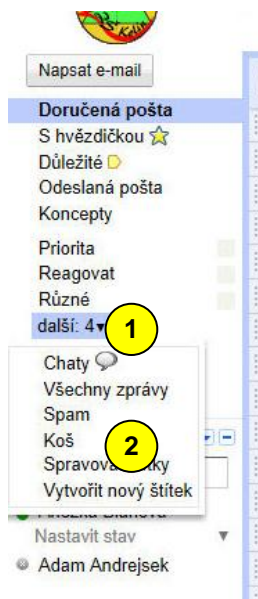 Kalin
Napsat e-mail
Doručená pošta
S hvězdičkou
Důležité
Odeslaná pošta
Koncepty
Priorita
Reagovat
Různé
další: 4▾
1
Chaty
Všechny zprávy
Spam
Koš
2
Vytvořit nový štítek
Nastavit stav
Adam Andrejsek